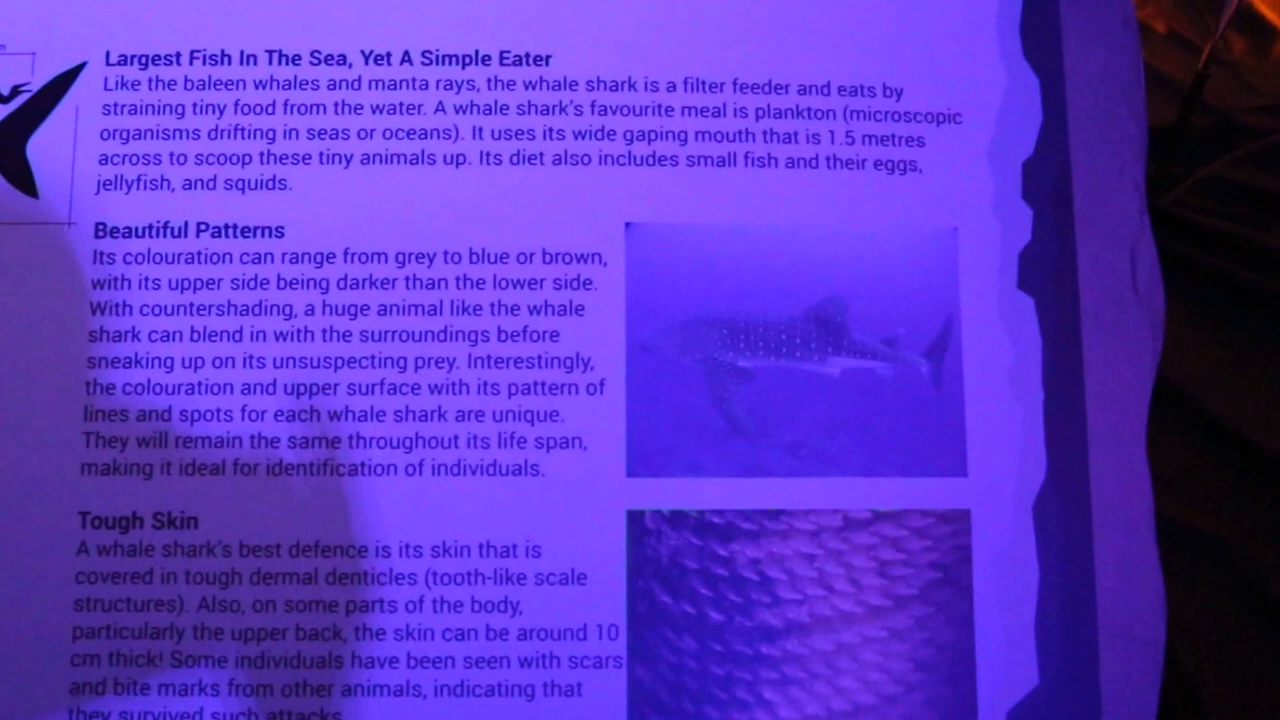 Largest Fish In The Sea, Yet A Simple Eater
Like the baleen whales and manta rays, the whale shark is a filter feeder and eats by
straining tiny food from the water. A whale shark's favourite meal is plankton (microscopic
organisms drifting in seas or oceans). It uses its wide gaping mouth that is 1.5 metres
across to scoop these tiny animals up. Its diet also includes small fish and their eggs,
jellyfish, and squids.
Beautiful Patterns
Its colouration can range from grey to blue or brown,
with its upper side being darker than the lower side.
With countershading, a huge animal like the whale
shark can blend in with the surroundings before
sneaking up on its unsuspecting prey. Interestingly,
the colouration and upper surface with its pattern of
lines and spots for each whale shark are unique.
They will remain the same throughout its life span,
making it ideal for identification of individuals.
Tough Skin
A whale shark's best defence is its skin that is
covered in tough dermal denticles (tooth-like scale
structures). Also, on some parts of the body,
particularly the upper back, the skin can be around 10
cm thick! Some individuals have been seen with scars
and bite marks from other animals, indicating that
they survived such attacks.